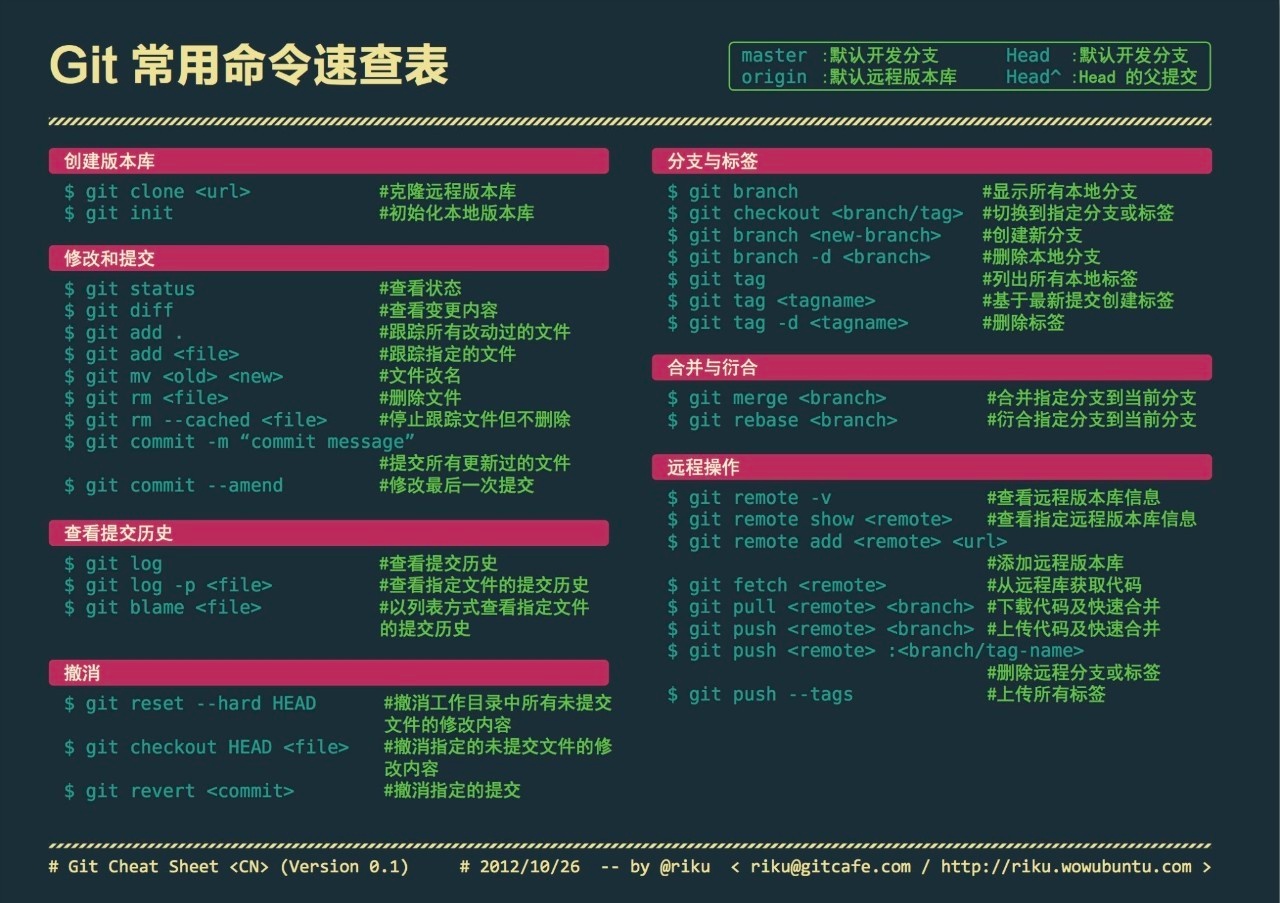 Git 常用命令速查表
master :默认开发分支 Head :默认开发分支
origin :默认远程版本库 Head^ :Head 的父提交
创建版本库
$ git clone <url> #克隆远程版本库
$ git init #初始化本地版本库
修改和提交
$ git status #查看状态
$ git diff #查看变更内容
$ git add . #跟踪所有改动过的文件
$ git add <file> #跟踪指定的文件
$ git mv <old> <new> #文件改名
$ git rm <file> #删除文件
$ git rm --cached <file> #停止跟踪文件但不删除
$ git commit -m “commit message”
#提交所有更新过的文件
$ git commit --amend #修改最后一次提交
查看提交历史
$ git log #查看提交历史
$ git log -p <file> #查看指定文件的提交历史
$ git blame <file> #以列表方式查看指定文件
的提交历史
撤消
$ git reset --hard HEAD #撤消工作目录中所有未提交
文件的修改内容
$ git checkout HEAD <file> #撤消指定的未提交文件的修
改内容
$ git revert <commit> #撤消指定的提交
分支与标签
$ git branch #显示所有本地分支
$ git checkout <branch/tag> #切换到指定分支或标签
$ git branch <new-branch> #创建新分支
$ git branch -d <branch> #删除本地分支
$ git tag #列出所有本地标签
$ git tag <tagname> #基于最新提交创建标签
$ git tag -d <tagname> #删除标签
合并与衍合
$ git merge <branch> #合并指定分支到当前分支
$ git rebase <branch> #衍合指定分支到当前分支
远程操作
$ git remote -v #查看远程版本库信息
$ git remote show <remote> #查看指定远程版本库信息
$ git remote add <remote> <url>
#添加远程版本库
$ git fetch <remote> #从远程库获取代码
$ git pull <remote> <branch> #下载代码及快速合并
$ git push <remote> <branch> #上传代码及快速合并
$ git push <remote> :<branch/tag-name>
#删除远程分支或标签
$ git push --tags #上传所有标签
# Git Cheat Sheet <CN> (Version 0.1) # 2012/10/26 -- by @riku < riku@gitcafe.com / http://riku.wowubuntu.com >